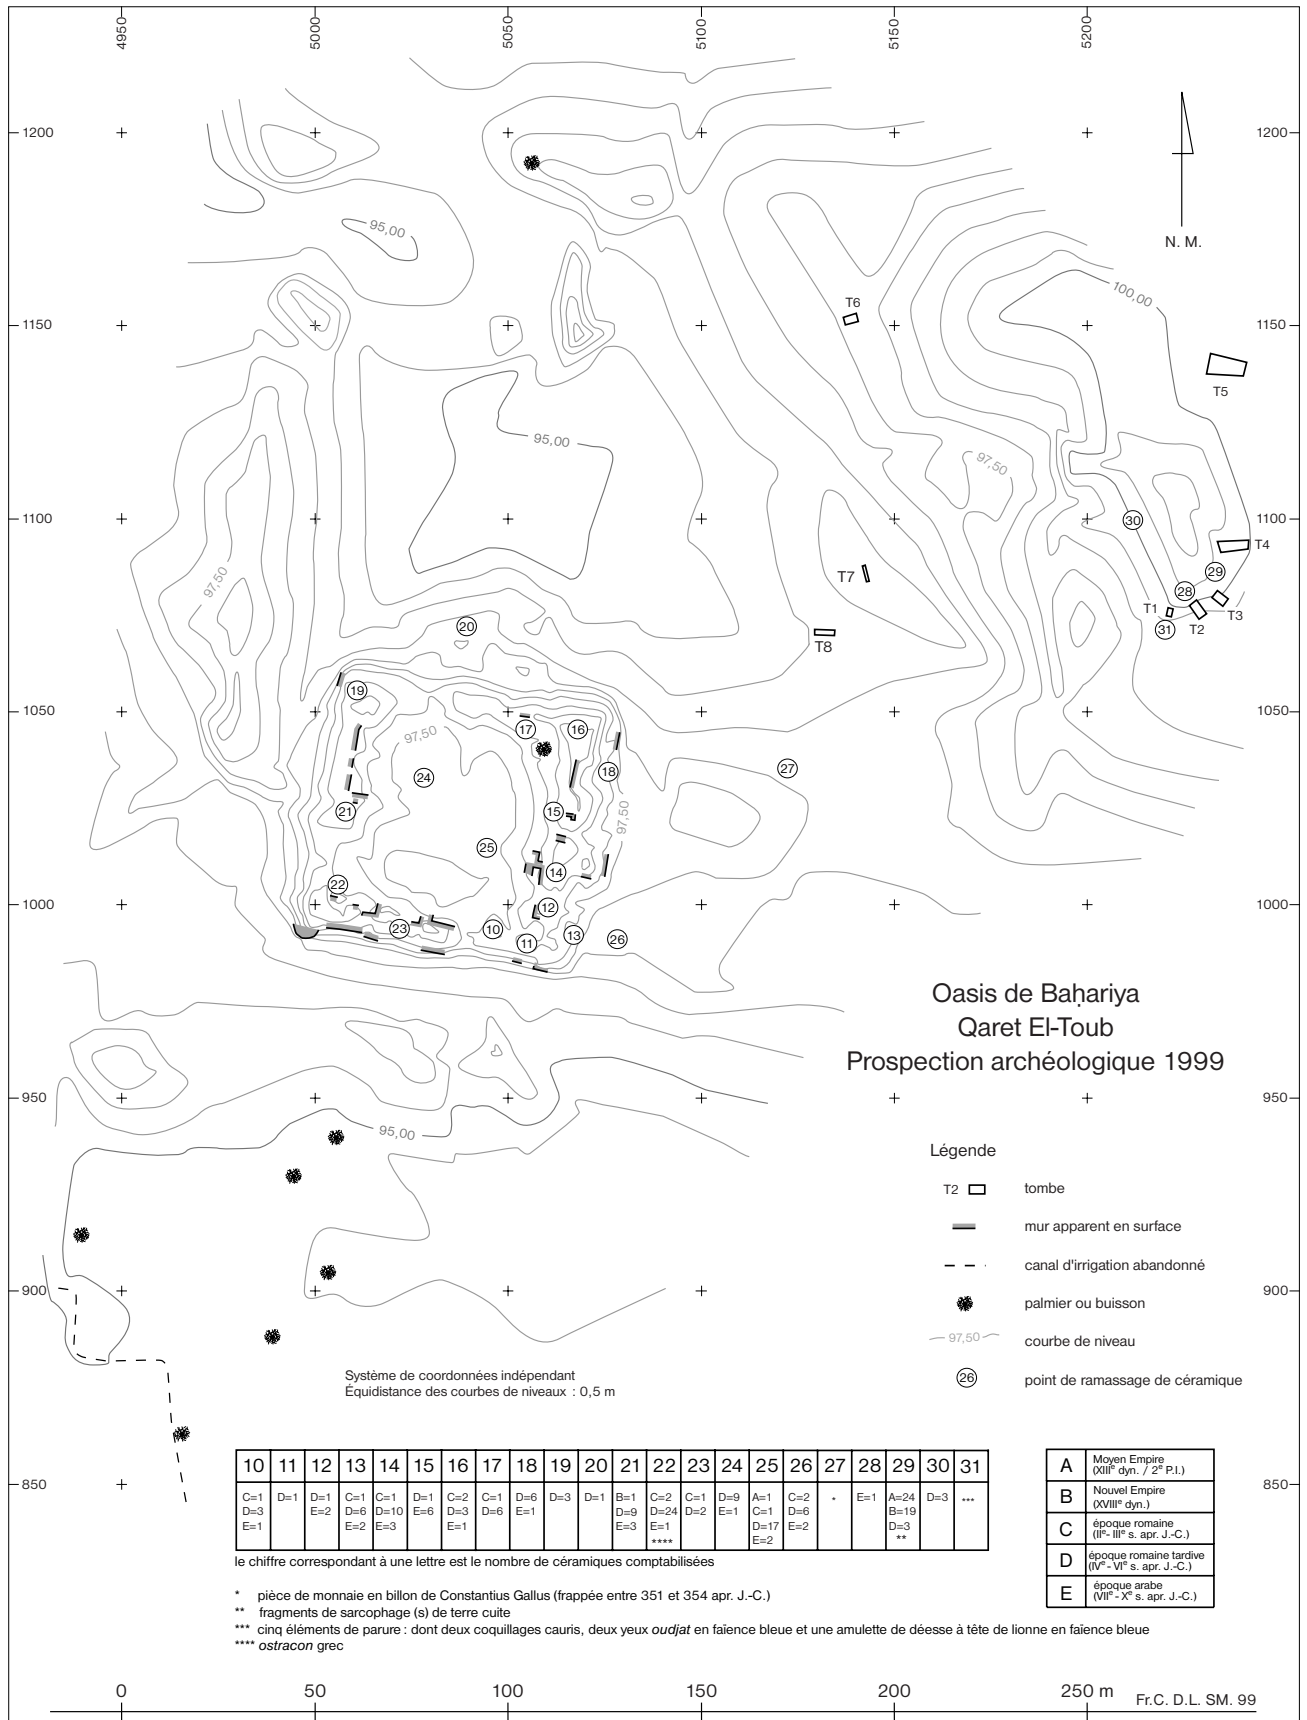 4950 5000 5050 5100 5150 5200
1200 1200
N. M.
95,00
100,00
T6
1150 1150
T5
95,00
97,50
1100 1100
30
T4
97,50
29
T7
28
T1 T2 T3
31
20
T8
19
1050 1050
17 16
97,50
24
18
27
21
15
97,50
25
14
22
12
1000 1000
23 10 11 13 26
Oasis de Baḥariya
Qaret El-Toub
Prospection archéologique 1999
950 950
95,00
Légende
T2 tombe
mur apparent en surface
canal d'irrigation abandonné
900 900
palmier ou buisson
97,50 courbe de niveau
26 point de ramassage de céramique
Système de coordonnées indépendant
Équidistance des courbes de niveaux : 0,5 m
850 850
10 11 12 13 14 15 16 17 18 19 20 21 22 23 24 25 26 27 28 29 30 31
C=1 D=1 D=1 C=1 C=1 D=1 C=2 C=1 D=6 D=3 D=1 B=1 C=2 C=1 D=9 A=1 C=2 * E=1 A=24 D=3 ***
D=3 E=2 D=6 D=10 E=6 D=3 D=6 E=1 D=9 D=24 D=2 E=1 C=1 D=6 B=19
E=1 E=2 E=3 E=1 E=3 E=1 D=17 E=2 D=3
**** E=2 **
A Moyen Empire
(XIIIe dyn. / 2e P.I.)
B Nouvel Empire
(XVIIIe dyn.)
C époque romaine
(IIe- IIIe s. apr. J.-C.)
D époque romaine tardive
(IVe - VIe s. apr. J.-C.)
E époque arabe
(VIIe - Xe s. apr. J.-C.)
le chiffre correspondant à une lettre est le nombre de céramiques comptabilisées
* pièce de monnaie en billon de Constantius Gallus (frappée entre 351 et 354 apr. J.-C.)
** fragments de sarcophage (s) de terre cuite
*** cinq éléments de parure : dont deux coquillages cauris, deux yeux oudjat en faïence bleue et une amulette de déesse à tête de lionne en faïence bleue
**** ostracon grec
0 50 100 150 200 250 m
Fr.C. D.L. SM. 99